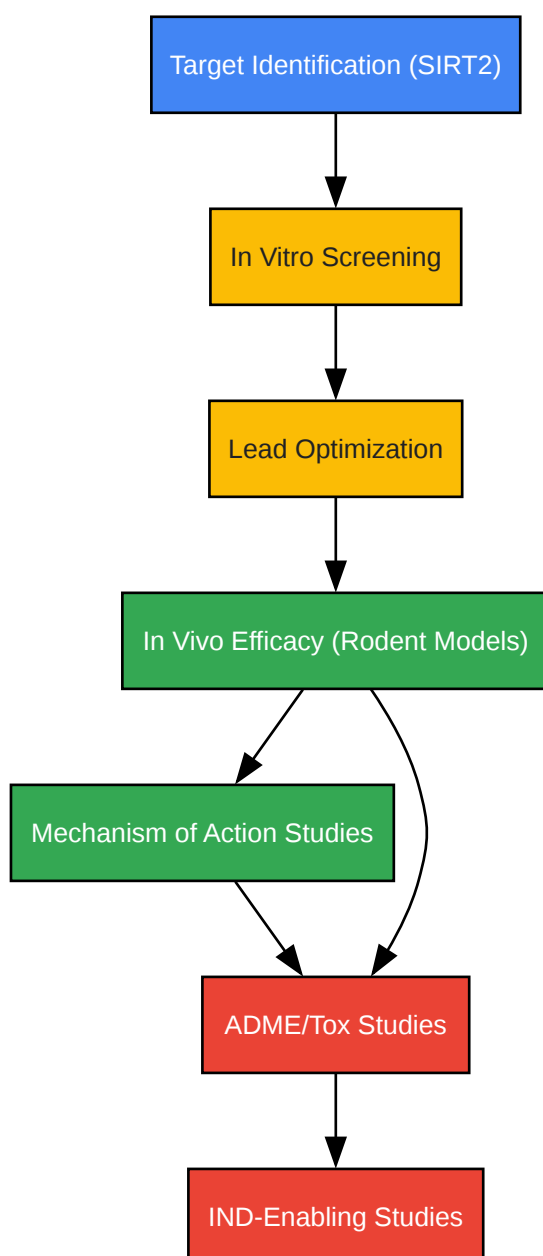 Target Identification (SIRT2)
In Vitro Screening
Lead Optimization
In Vivo Efficacy (Rodent Models)
Mechanism of Action Studies
ADME/Tox Studies
IND-Enabling Studies